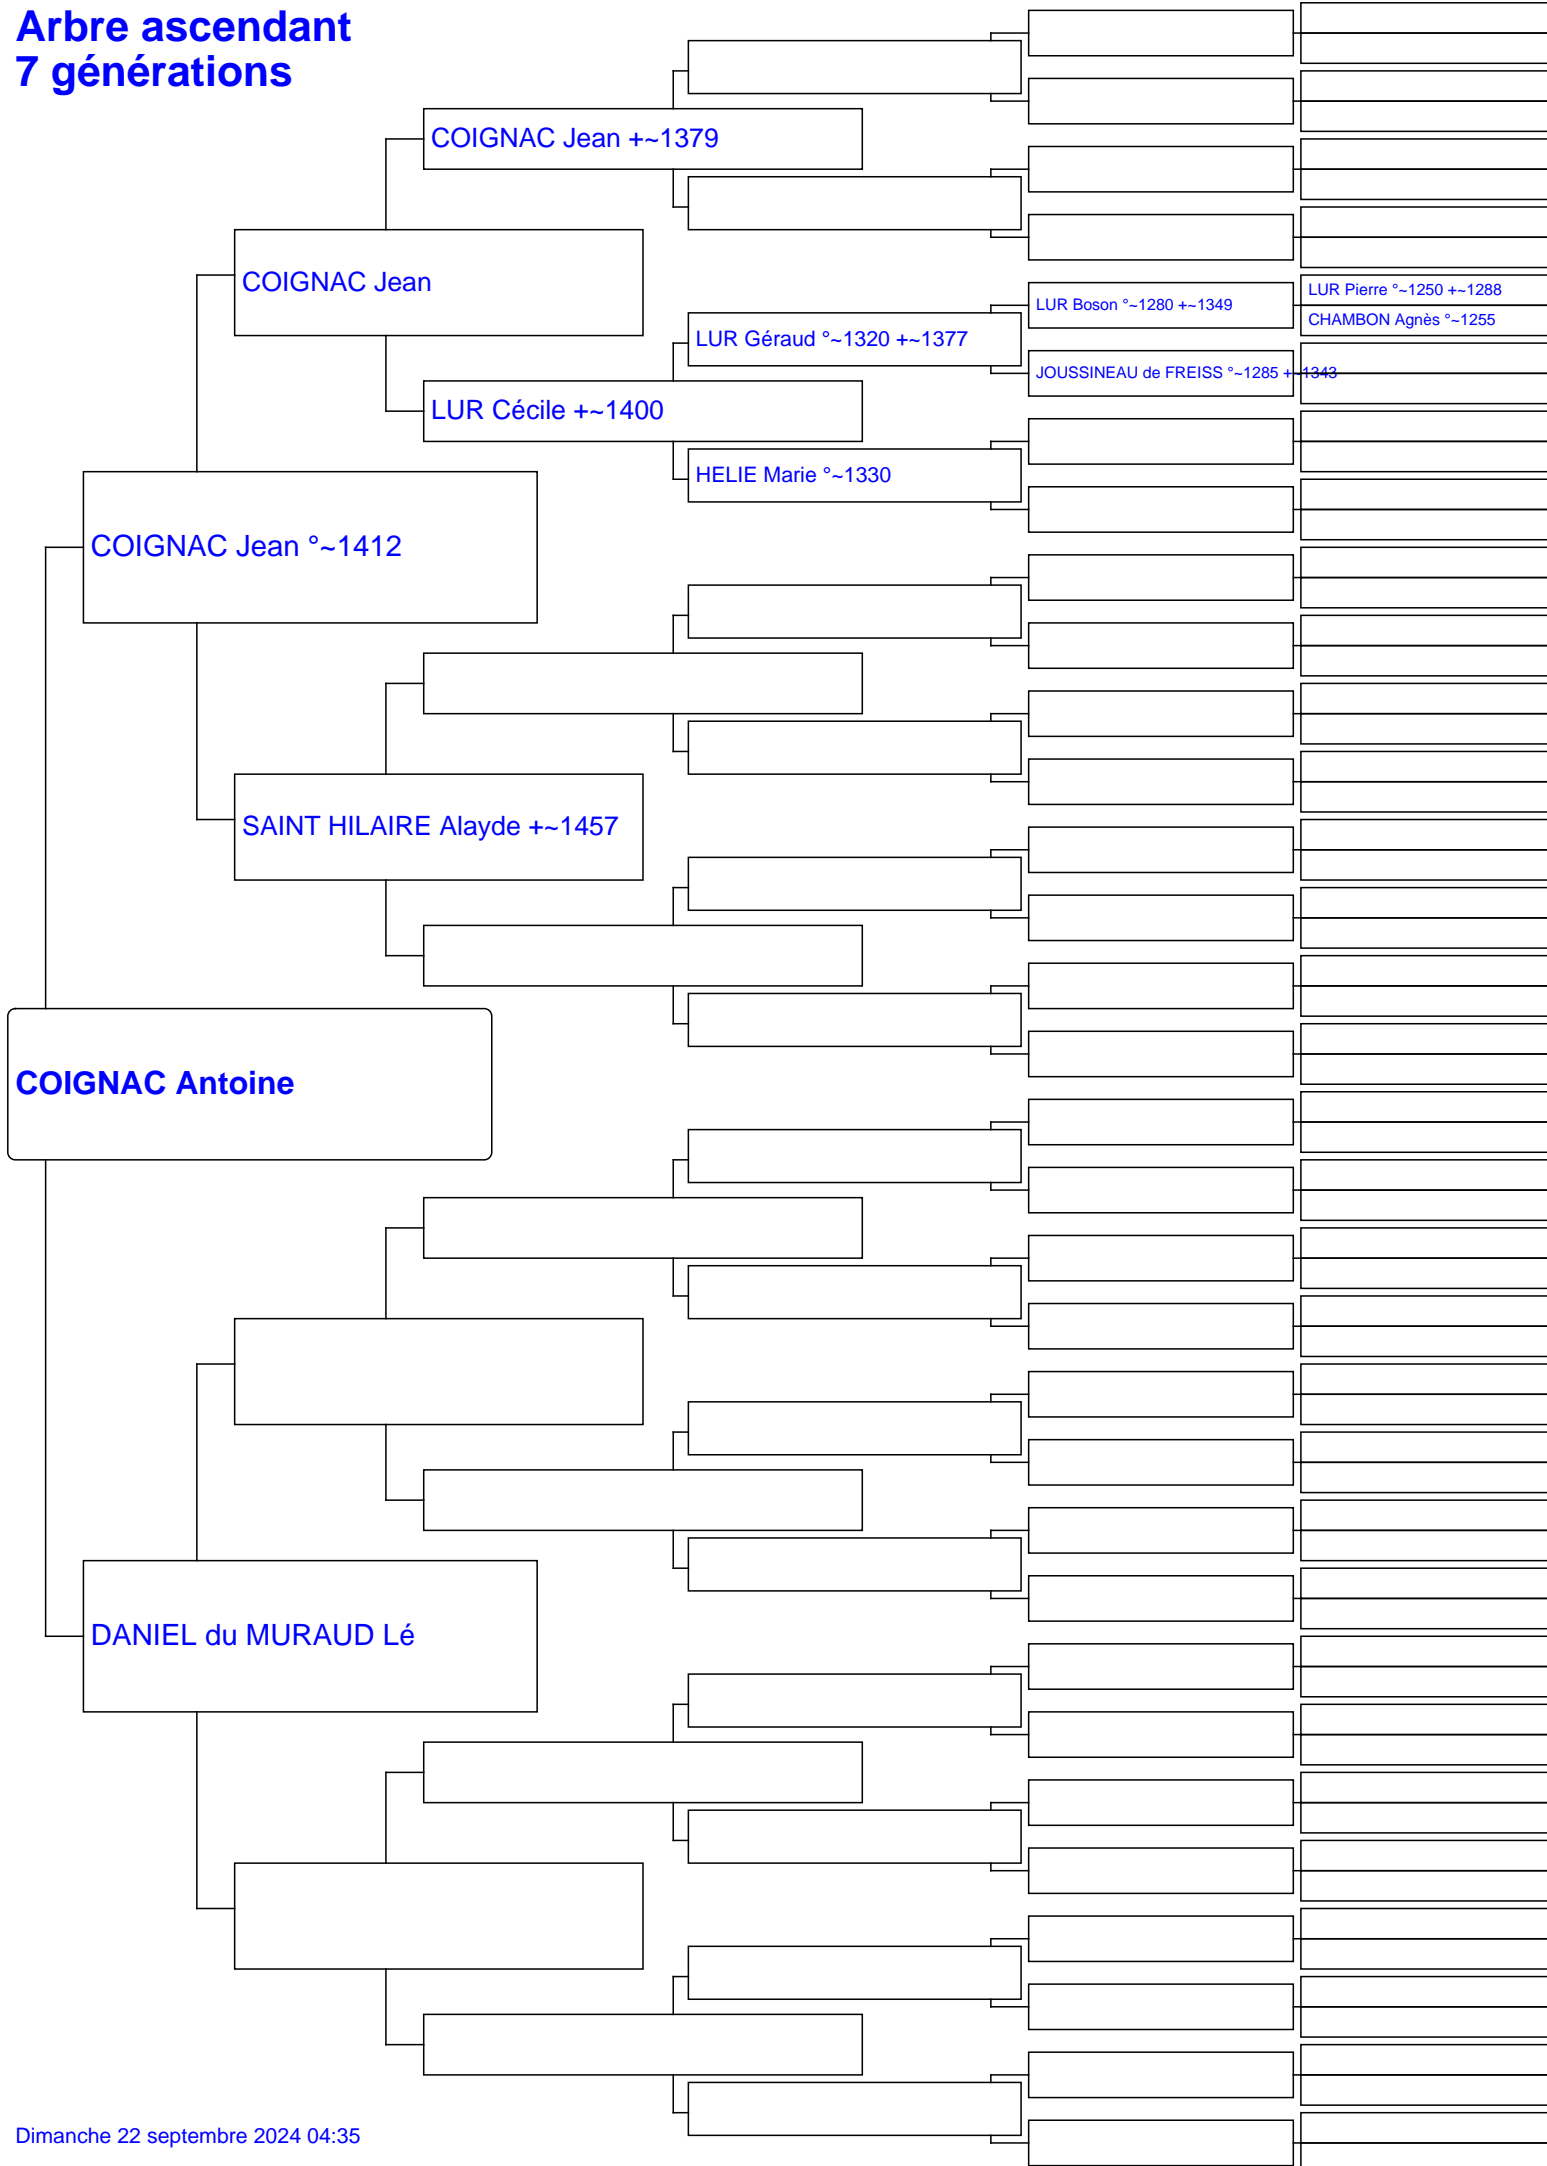 Arbre ascendant
7 générations
COIGNAC Jean +~1379
COIGNAC Jean
LUR Pierre °~1250 +~1288
LUR Boson °~1280 +~1349
CHAMBON Agnès °~1255
LUR Géraud °~1320 +~1377
JOUSSINEAU de FREISS °~1285 +~1343
LUR Cécile +~1400
HELIE Marie °~1330
COIGNAC Jean °~1412
SAINT HILAIRE Alayde +~1457
COIGNAC Antoine
DANIEL du MURAUD Lé
Dimanche 22 septembre 2024 04:35